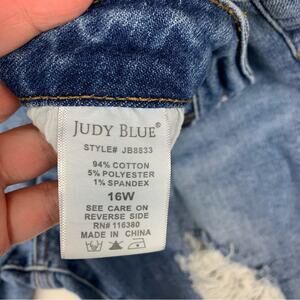 JUDY BLUE®
STYLE# JB8833
94% COTTON
5% POLYESTER
1% SPANDEX
16W
SEE CARE ON
REVERSE SIDE
RN# 116380
MADE IN CHINA